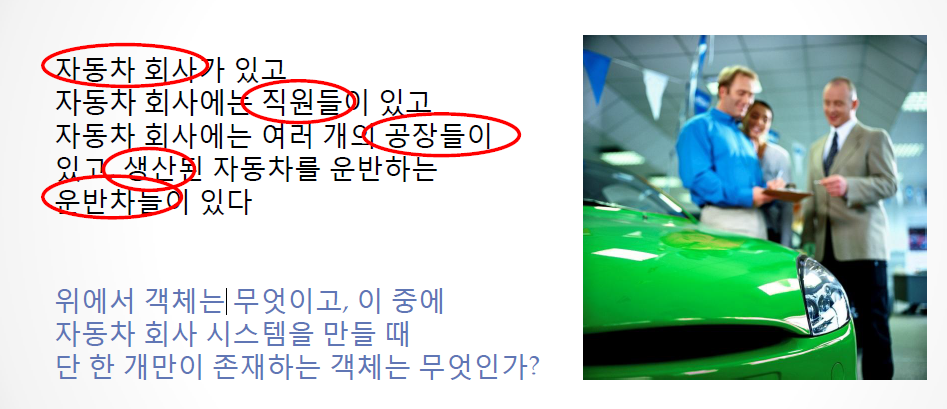 자동차 회사가 있고
자동차 회사에는 직원들이 있고
자동차 회사에는 여러 개의 공장들이
있고 생산된 자동차를 운반하는
운반차들이 있다
위에서 객체는 무엇이고, 이 중에
자동차 회사 시스템을 만들 때
단 한 개만이 존재하는 객체는 무엇인가?